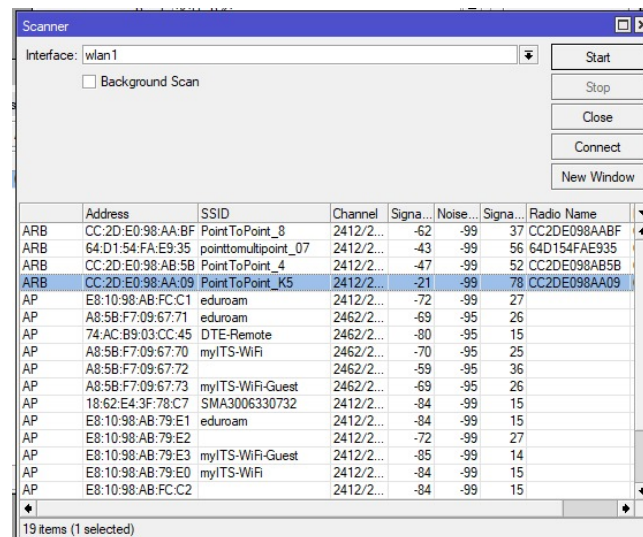 Scanner
Interface: wlan1
Start
Background Scan
Stop
Close
Connect
New Window
Address SSID Channel Signa... Noise... Signa... Radio Name
ARB CC:2D:E0:98:AA:BF PointToPoint_8 2412/2... -62 -99 37 CC2DE098AABF
ARB 64:D1:54:FA:E9:35 pointtomultipoint_07 2412/2... -43 -99 56 64D154FAE935
ARB CC:2D:E0:98:AB:5B PointToPoint_4 2412/2... -47 -99 52 CC2DE098AB5B
ARB CC:2D:E0:98:AA:09 PointToPoint_K5 2412/2... -21 -99 78 CC2DE098AA09
AP E8:10:98:AB:FC:C1 eduroam 2412/2... -72 -99 27
AP A8:5B:F7:09:67:71 eduroam 2462/2... -69 -95 26
AP 74:AC:B9:03:CC:45 DTE-Remote 2462/2... -80 -95 15
AP A8:5B:F7:09:67:70 myITS-WiFi 2462/2... -70 -95 25
AP A8:5B:F7:09:67:72 2462/2... -59 -95 36
AP A8:5B:F7:09:67:73 myITS-WiFi-Guest 2462/2... -69 -95 26
AP 18:62:E4:3F:78:C7 SMA3006330732 2412/2... -84 -99 15
AP E8:10:98:AB:79:E1 eduroam 2412/2... -84 -99 15
AP E8:10:98:AB:79:E2 2412/2... -72 -99 27
AP E8:10:98:AB:79:E3 myITS-WiFi-Guest 2412/2... -85 -99 14
AP E8:10:98:AB:79:E0 myITS-WiFi 2412/2... -84 -99 15
AP E8:10:98:AB:FC:C2 2412/2... -84 -99 15
19 items (1 selected)